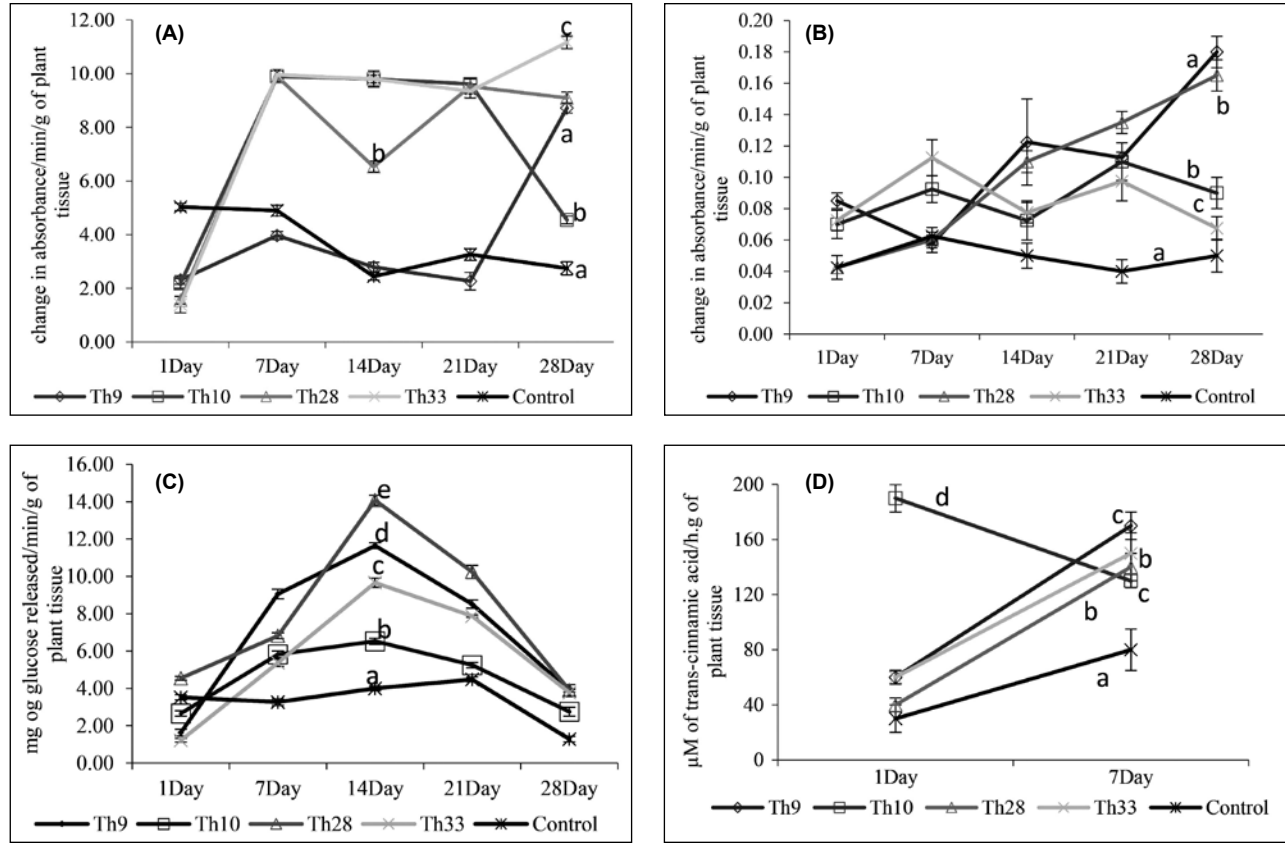 (A)
change in absorbance/min/g of plant
tissue
12.00
10.00
8.00
6.00
4.00
2.00
0.00
c
b
a
b
a
1Day 7Day 14Day 21Day 28Day
Th9 Th10 Th28 Th33 Control
(B)
change in absorbance/min/g of plant
tissue
0.20
0.18
0.16
0.14
0.12
0.10
0.08
0.06
0.04
0.02
0.00
a
b
b
c
a
1Day 7Day 14Day 21Day 28Day
Th9 Th10 Th28 Th33 Control
(C)
mg og glucose released/min/g of
plant tissue
16.00
14.00
12.00
10.00
8.00
6.00
4.00
2.00
0.00
e
d
c
b
a
1Day 7Day 14Day 21Day 28Day
Th9 Th10 Th28 Th33 Control
(D)
µM of trans-cinnamic acid/h.g of
plant tissue
200
160
120
80
40
0
d
c
b
c
b
a
1Day 7Day
Th9 Th10 Th28 Th33 Control